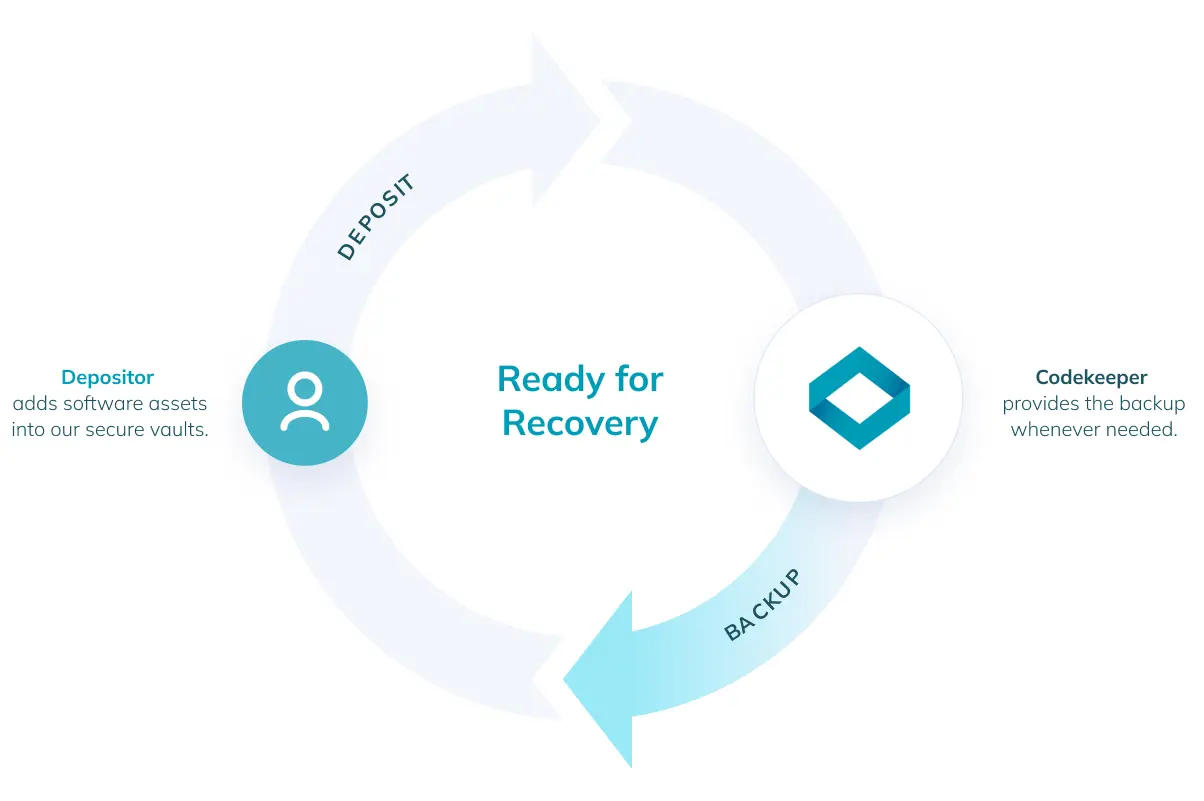 DEPOSIT
Depositor
adds software assets
into our secure vaults.
Ready for
Recovery
Codekeeper
provides the backup
whenever needed.
BACKUP